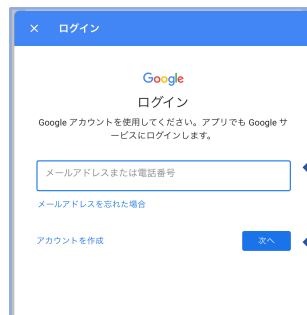 × ログイン
Google
ログイン
Google アカウントを使用してください。アプリでも Google サ
ービスにログインします。
メールアドレスまたは電話番号
メールアドレスを忘れた場合
アカウントを作成 次へ